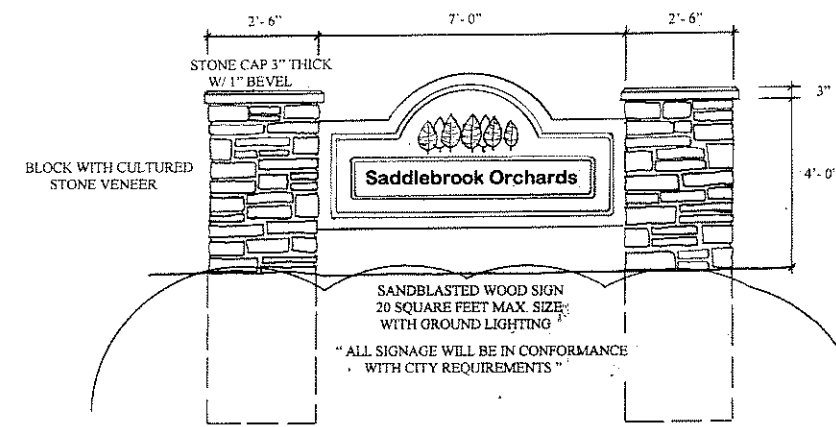 2'- 6"
7'- 0"
2'- 6"
STONE CAP 3" THICK
W/ 1" BEVEL
3"
BLOCK WITH CULTURED
STONE VENEER
4'- 0"
Saddlebrook Orchards
SANDBLASTED WOOD SIGN
20 SQUARE FEET MAX. SIZE
WITH GROUND LIGHTING
" ALL SIGNAGE WILL BE IN CONFORMANCE
WITH CITY REQUIREMENTS "